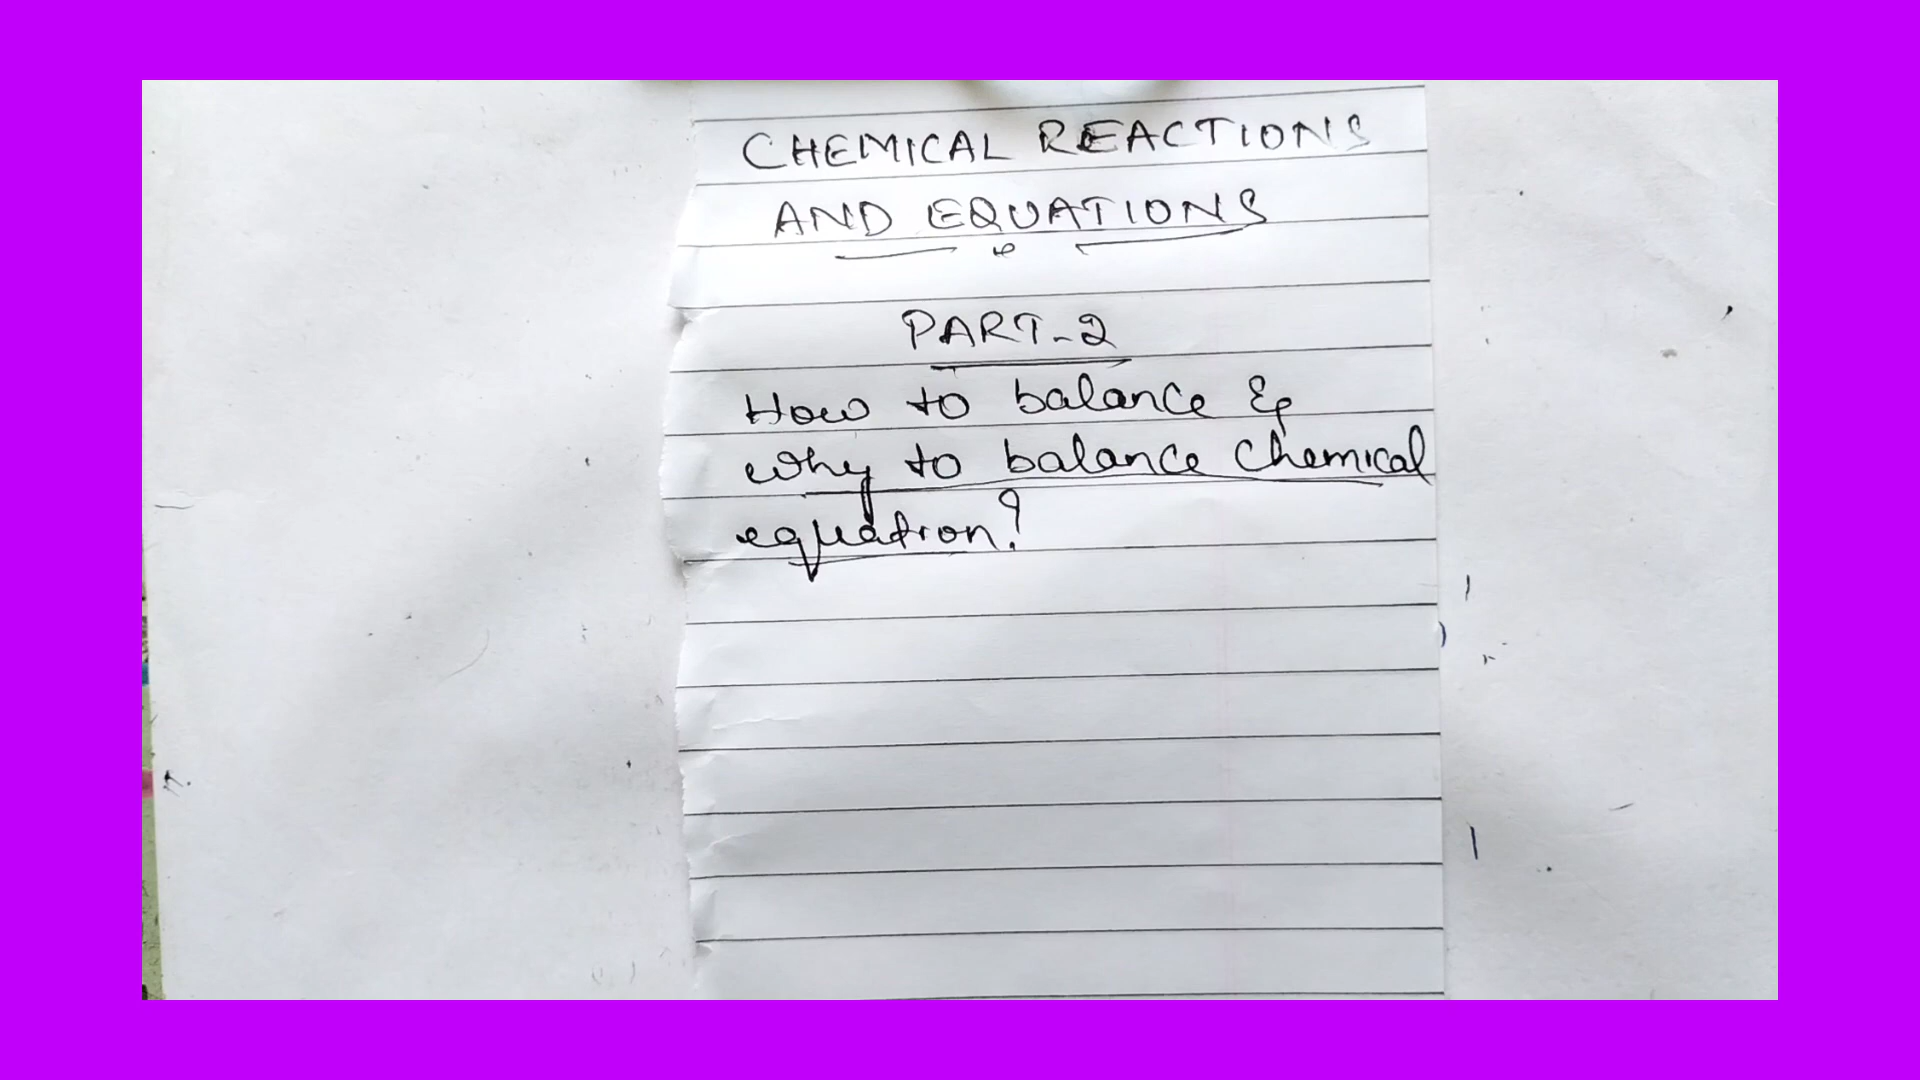 CHEMICAL REACTIONS
AND EQUATIONS
PART-2
How to balance &
why to balance chemical
equation?